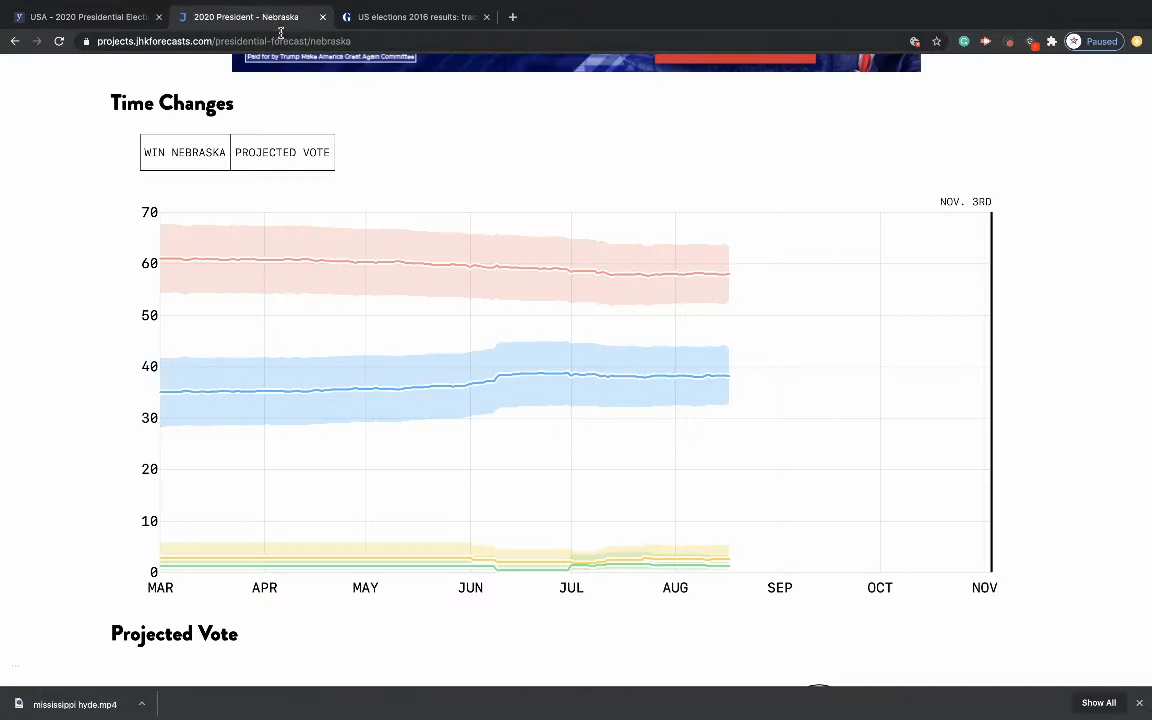 USA - 2020 Presidential Electi
2020 President - Nebraska
US elections 2016 results: trac
projects.jhkforecasts.com/presidential-forecast/nebraska
Paused
Paid for by Trump Make America Great Again Committee
Time Changes
WIN NEBRASKA
PROJECTED VOTE
NOV. 3RD
70
60
50
40
30
20
10
0
MAR APR MAY JUN JUL AUG SEP OCT NOV
Projected Vote
...
mississippi hyde.mp4
Show All